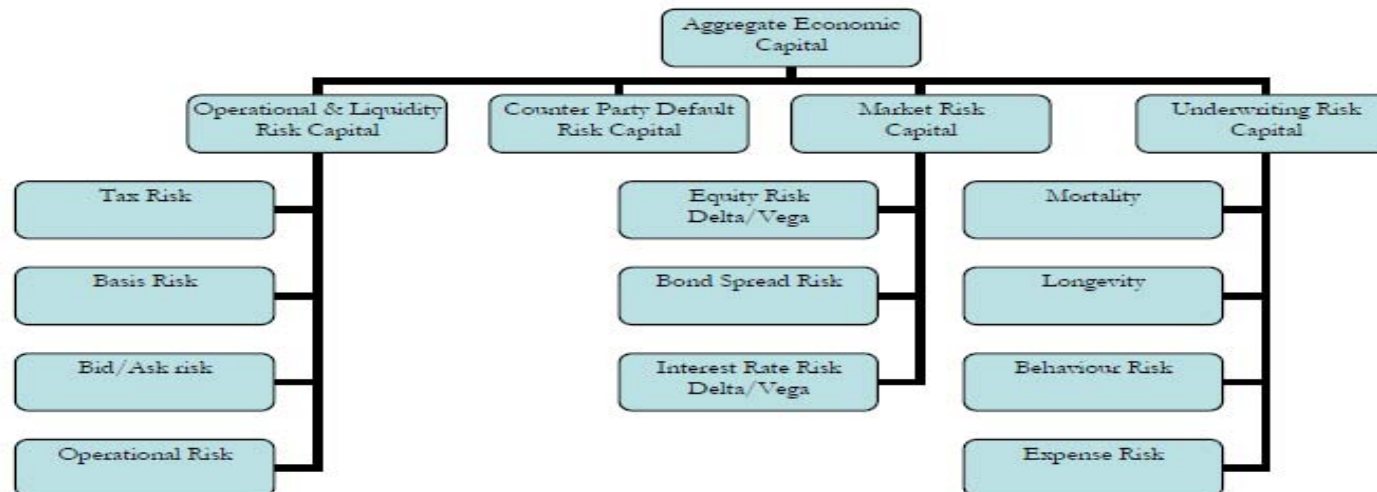 Aggregate Economic
Capital
Operational & Liquidity
Risk Capital
Counter Party Default
Risk Capital
Market Risk
Capital
Underwriting Risk
Capital
Tax Risk
Basis Risk
Bid/Ask risk
Operational Risk
Equity Risk
Delta/Vega
Bond Spread Risk
Interest Rate Risk
Delta/Vega
Mortality
Longevity
Behaviour Risk
Expense Risk